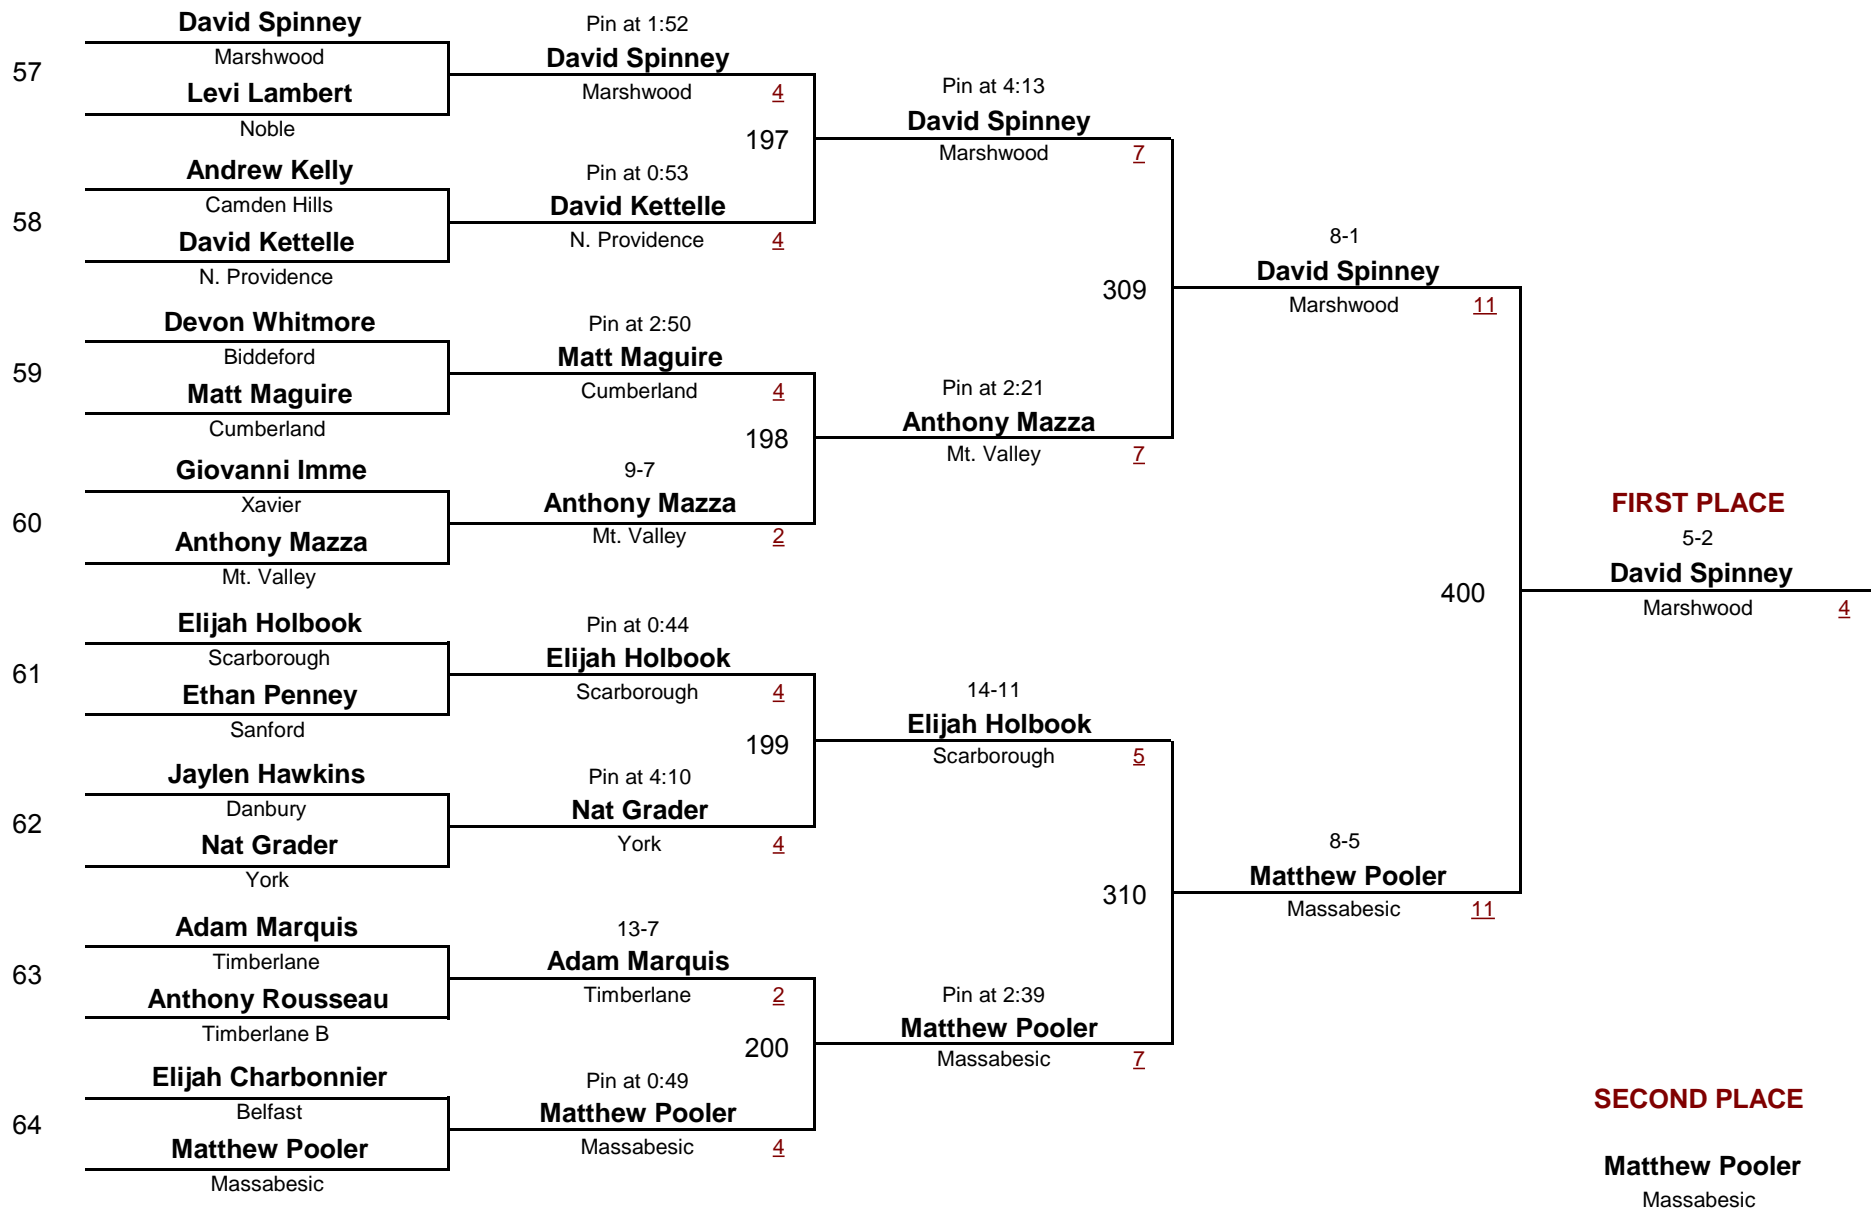 David Spinney
Marshwood
57
Levi Lambert
Noble
Andrew Kelly
Camden Hills
58
David Kettelle
N. Providence
Devon Whitmore
Biddeford
59
Matt Maguire
Cumberland
Giovanni Imme
Xavier
60
Anthony Mazza
Mt. Valley
Elijah Holbook
Scarborough
61
Ethan Penney
Sanford
Jaylen Hawkins
Danbury
62
Nat Grader
York
Adam Marquis
Timberlane
63
Anthony Rousseau
Timberlane B
Elijah Charbonnier
Belfast
64
Matthew Pooler
Massabesic
Pin at 1:52
David Spinney
Marshwood 4
197
Pin at 0:53
David Kettelle
N. Providence 4
Pin at 2:50
Matt Maguire
Cumberland 4
198
9-7
Anthony Mazza
Mt. Valley 2
Pin at 0:44
Elijah Holbook
Scarborough 4
199
Pin at 4:10
Nat Grader
York 4
13-7
Adam Marquis
Timberlane 2
200
Pin at 0:49
Matthew Pooler
Massabesic 4
Pin at 4:13
David Spinney
Marshwood 7
309
Pin at 2:21
Anthony Mazza
Mt. Valley 7
14-11
Elijah Holbook
Scarborough 5
310
Pin at 2:39
Matthew Pooler
Massabesic 7
8-1
David Spinney
Marshwood 11
400
8-5
Matthew Pooler
Massabesic 11
FIRST PLACE
5-2
David Spinney
Marshwood 4
SECOND PLACE
Matthew Pooler
Massabesic